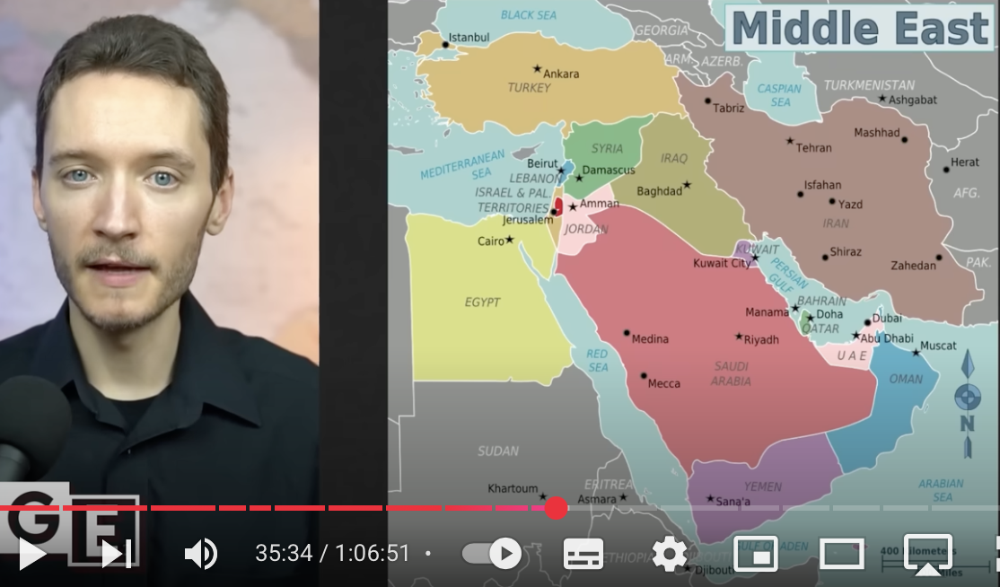 Middle East
BLACK SEA
Istanbul
GEORGIA
ARM.
AZERB.
CASPIAN
SEA
TURKMENISTAN
Ashgabat
Ankara
TURKEY
Tabriz
Tehran
Mashhad
Herat
AFG.
MEDITERRANEAN
SEA
SYRIA
IRAQ
Beirut
Damascus
LEBANON
Baghdad
Isfahan
Yazd
IRAN
ISRAEL & PAL.
TERRITORIES
Jerusalem
Amman
JORDAN
Cairo
KUWAIT
Kuwait City
Shiraz
Zahedan
PAK.
PERSIAN
GULF
EGYPT
BAHRAIN
Manama
Doha
QATAR
Dubai
Abu Dhabi
Muscat
Medina
Riyadh
U A E
RED
SEA
SAUDI
ARABIA
Mecca
OMAN
N
SUDAN
Khartoum
ERITREA
Asmara
YEMEN
Sana'a
ARABIAN
SEA
GULF OF ADEN
400 Kilometers
Miles
ETHIOPIA
Djibouti
G
E
35:34 / 1:06:51 •